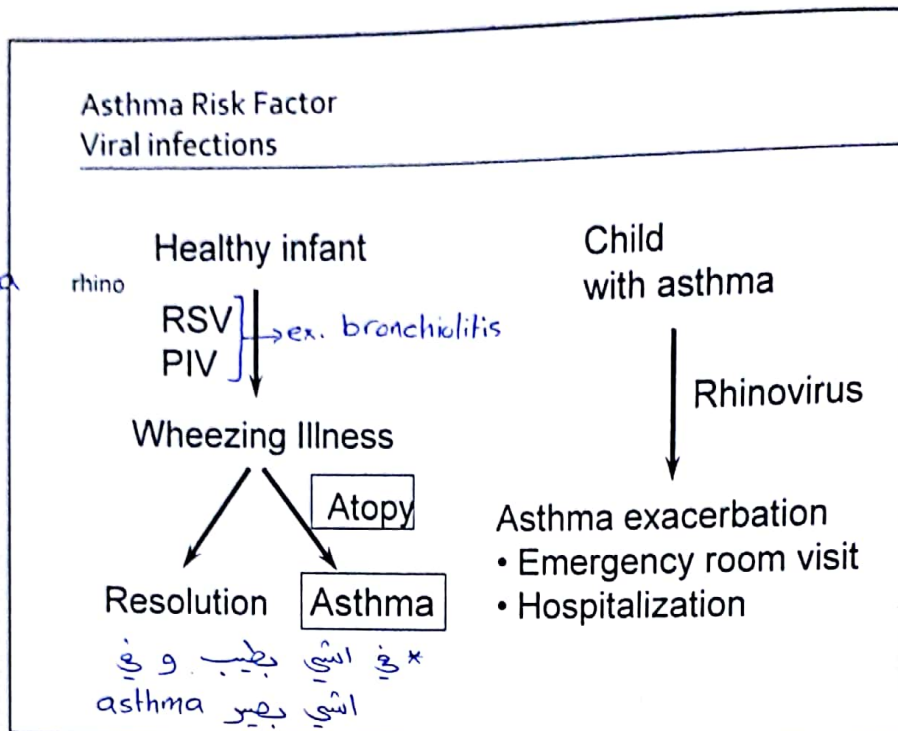 Asthma Risk Factor
Viral infections
Healthy infant
rhino
RSV
PIV
ex. bronchiolitis
Wheezing Illness
Atopy
Resolution
Asthma
* في اشي بطيب و في
اشي بصير asthma
Child
with asthma
Rhinovirus
Asthma exacerbation
• Emergency room visit
• Hospitalization